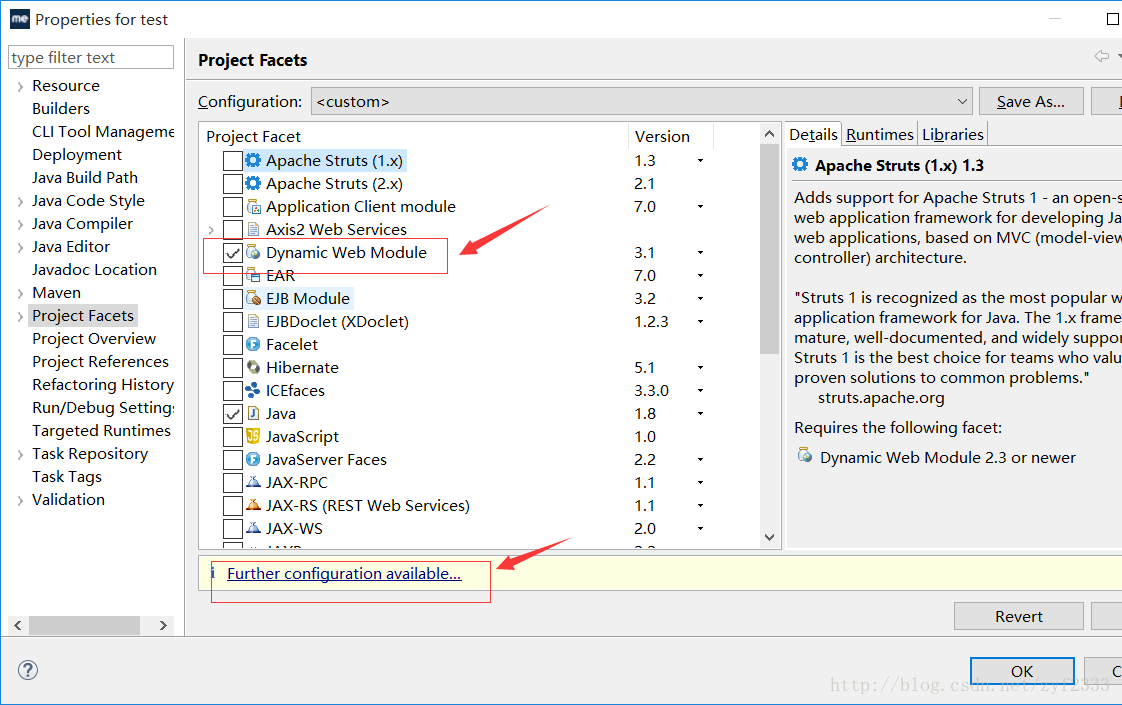 me Properties for test
type filter text
Resource
Builders
CLI Tool Manageme
Deployment
Java Build Path
Java Code Style
Java Compiler
Java Editor
Javadoc Location
Maven
Project Facets
Project Overview
Project References
Refactoring History
Run/Debug Settings
Targeted Runtimes
Task Repository
Task Tags
Validation
Project Facets
Configuration: <custom> Save As...
Project Facet Version
Apache Struts (1.x) 1.3
Apache Struts (2.x) 2.1
Application Client module 7.0
Axis2 Web Services
Dynamic Web Module 3.1
EAR 7.0
EJB Module 3.2
EJBDoclet (XDoclet) 1.2.3
Facelet
Hibernate 5.1
ICEfaces 3.3.0
Java 1.8
JavaScript 1.0
JavaServer Faces 2.2
JAX-RPC 1.1
JAX-RS (REST Web Services) 1.1
JAX-WS 2.0
Details Runtimes Libraries
Apache Struts (1.x) 1.3
Adds support for Apache Struts 1 - an open-s
web application framework for developing Ja
web applications, based on MVC (model-view
controller) architecture.
"Struts 1 is recognized as the most popular w
application framework for Java. The 1.x frame
mature, well-documented, and widely suppor
Struts 1 is the best choice for teams who valu
proven solutions to common problems."
struts.apache.org
Requires the following facet:
Dynamic Web Module 2.3 or newer
i Further configuration available...
Revert
OK C
http://blog.csdn.net/zyf2333